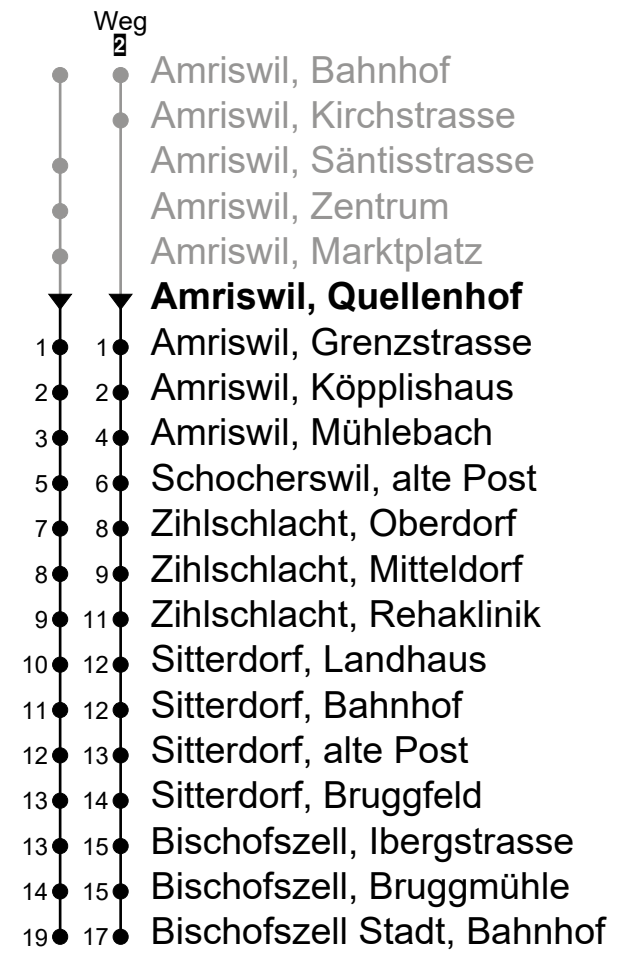 Weg
2
Amriswil, Bahnhof
Amriswil, Kirchstrasse
Amriswil, Säntisstrasse
Amriswil, Zentrum
Amriswil, Marktplatz
Amriswil, Quellenhof
1 1 Amriswil, Grenzstrasse
2 2 Amriswil, Köpplishaus
3 4 Amriswil, Mühlebach
5 6 Schocherswil, alte Post
7 8 Zihlschlacht, Oberdorf
8 9 Zihlschlacht, Mitteldorf
9 11 Zihlschlacht, Rehaklinik
10 12 Sitterdorf, Landhaus
11 12 Sitterdorf, Bahnhof
12 13 Sitterdorf, alte Post
13 14 Sitterdorf, Bruggfeld
13 15 Bischofszell, Ibergstrasse
14 15 Bischofszell, Bruggmühle
19 17 Bischofszell Stadt, Bahnhof